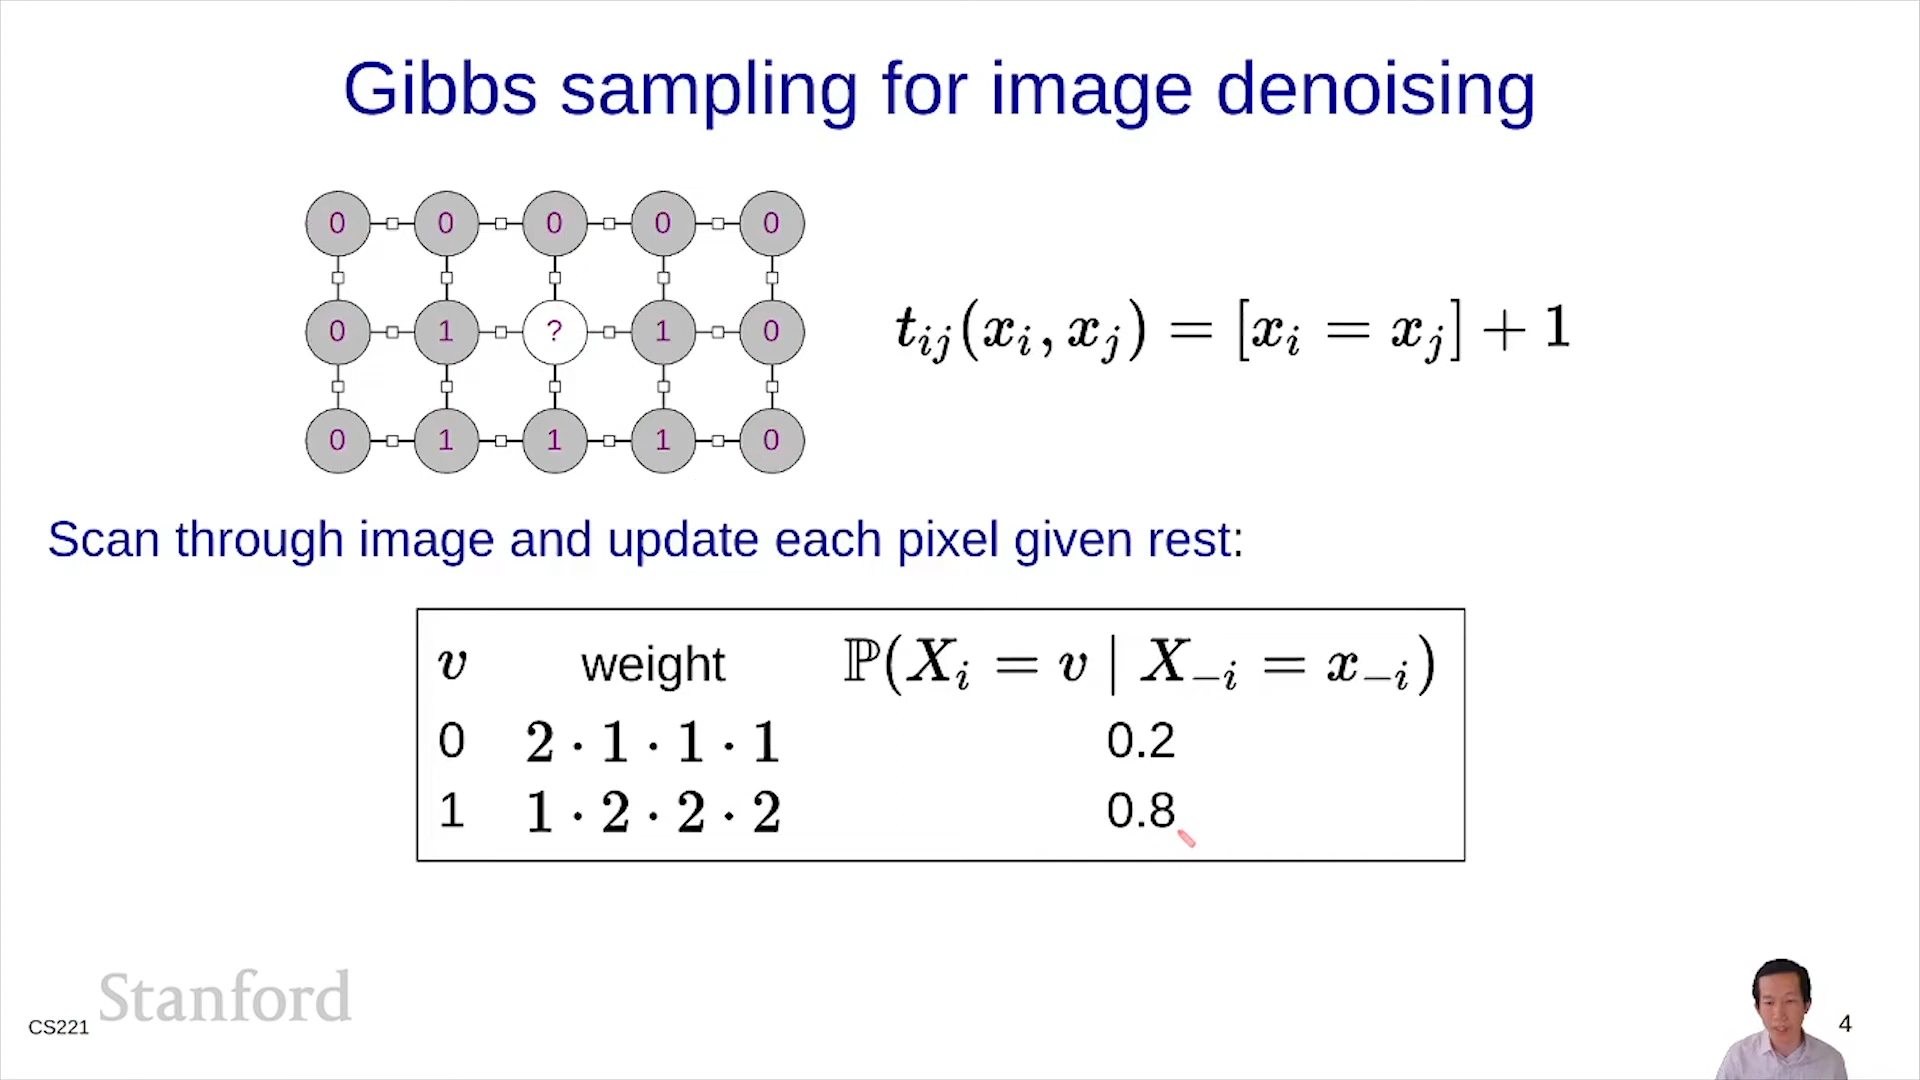 Gibbs sampling for image denoising
0 0 0 0 0
0 1 ? 1 0
0 1 1 1 0
t_{ij}(x_i, x_j) = [x_i = x_j] + 1
Scan through image and update each pixel given rest:
v weight ℙ(X_i = v | X_{-i} = x_{-i})
0 2 · 1 · 1 · 1 0.2
1 1 · 2 · 2 · 2 0.8
Stanford
CS221
4